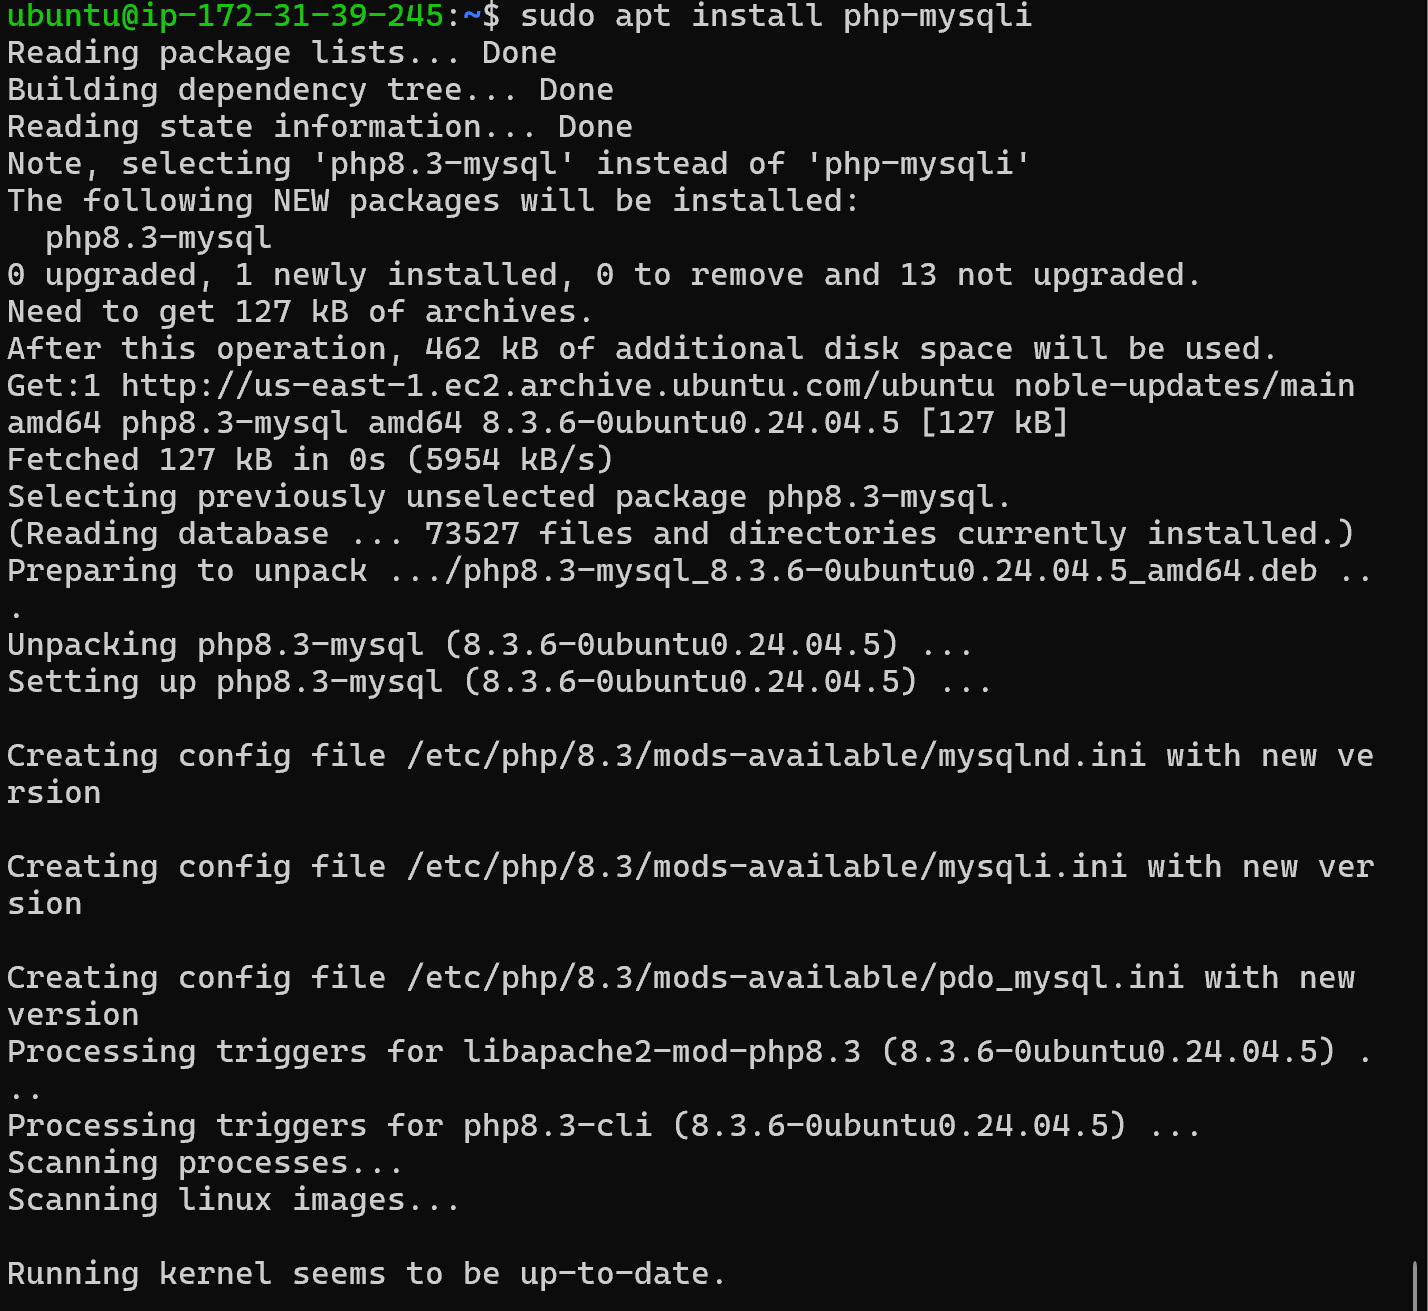 ubuntu@ip-172-31-39-245:~$ sudo apt install php-mysqli
Reading package lists... Done
Building dependency tree... Done
Reading state information... Done
Note, selecting 'php8.3-mysql' instead of 'php-mysqli'
The following NEW packages will be installed:
  php8.3-mysql
0 upgraded, 1 newly installed, 0 to remove and 13 not upgraded.
Need to get 127 kB of archives.
After this operation, 462 kB of additional disk space will be used.
Get:1 http://us-east-1.ec2.archive.ubuntu.com/ubuntu noble-updates/main
amd64 php8.3-mysql amd64 8.3.6-0ubuntu0.24.04.5 [127 kB]
Fetched 127 kB in 0s (5954 kB/s)
Selecting previously unselected package php8.3-mysql.
(Reading database ... 73527 files and directories currently installed.)
Preparing to unpack .../php8.3-mysql_8.3.6-0ubuntu0.24.04.5_amd64.deb ..
.
Unpacking php8.3-mysql (8.3.6-0ubuntu0.24.04.5) ...
Setting up php8.3-mysql (8.3.6-0ubuntu0.24.04.5) ...

Creating config file /etc/php/8.3/mods-available/mysqlnd.ini with new ve
rsion

Creating config file /etc/php/8.3/mods-available/mysqli.ini with new ver
sion

Creating config file /etc/php/8.3/mods-available/pdo_mysql.ini with new
version
Processing triggers for libapache2-mod-php8.3 (8.3.6-0ubuntu0.24.04.5) .
..
Processing triggers for php8.3-cli (8.3.6-0ubuntu0.24.04.5) ...
Scanning processes...
Scanning linux images...

Running kernel seems to be up-to-date.